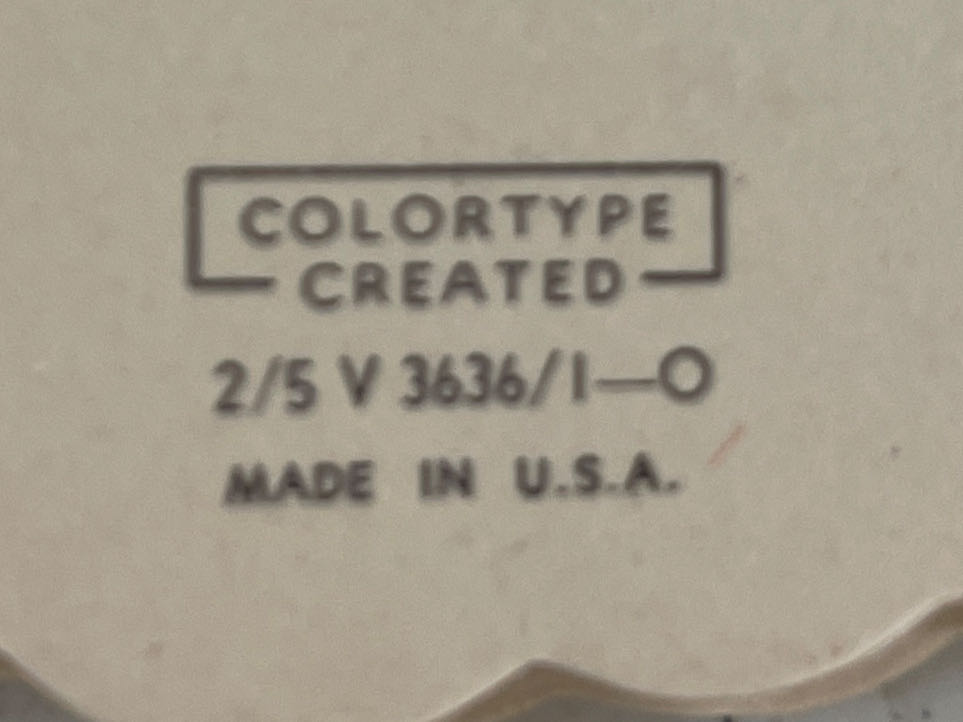 COLORTYPE
CREATED
2/5 V 3636/1—O
MADE IN U.S.A.